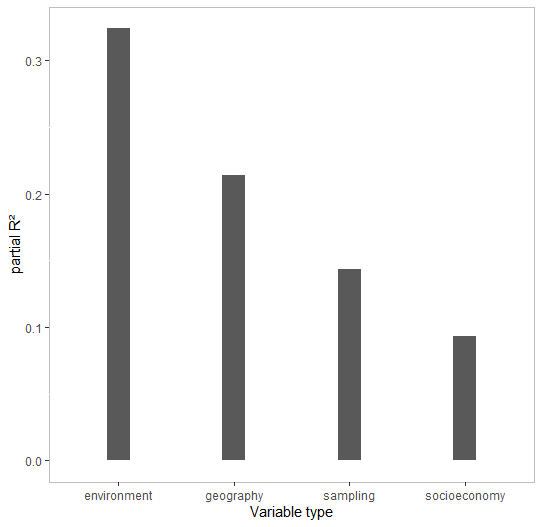 partial R²
0.3
0.2
0.1
0.0
environment geography sampling socioeconomy
Variable type